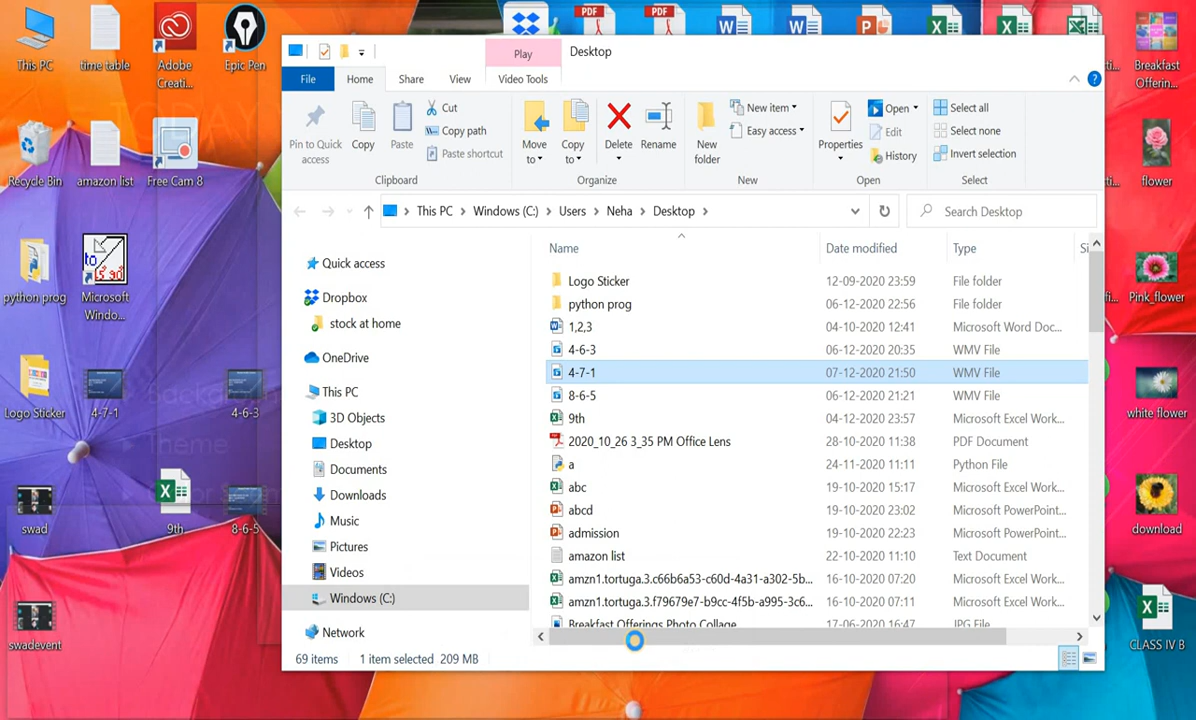 This PC
time table
Adobe
Creati...
Epic Pen
Recycle Bin
amazon list
Free Cam 8
python prog
Microsoft
Windo...
Logo Sticker
4-7-1
4-6-3
swad
9th
8-6-5
swadevent
Breakfast
Offerin...
flower
Pink_flower
white flower
download
CLASS IV B
PDF
PDF
Play
Desktop
File
Home
Share
View
Video Tools
Pin to Quick
access
Copy
Paste
Cut
Copy path
Paste shortcut
Clipboard
Move
to
Copy
to
Delete
Rename
Organize
New
folder
New item
Easy access
New
Properties
Open
Edit
History
Open
Select all
Select none
Invert selection
Select
This PC > Windows (C:) > Users > Neha > Desktop >
Search Desktop
Quick access
Dropbox
stock at home
OneDrive
This PC
3D Objects
Desktop
Documents
Downloads
Music
Pictures
Videos
Windows (C:)
Network
Name Date modified Type Si
Logo Sticker 12-09-2020 23:59 File folder
python prog 06-12-2020 22:56 File folder
1,2,3 04-10-2020 12:41 Microsoft Word Doc...
4-6-3 06-12-2020 20:35 WMV File
4-7-1 07-12-2020 21:50 WMV File
8-6-5 06-12-2020 21:21 WMV File
9th 04-12-2020 23:57 Microsoft Excel Work...
2020_10_26 3_35 PM Office Lens 28-10-2020 11:38 PDF Document
a 24-11-2020 11:11 Python File
abc 19-10-2020 15:17 Microsoft Excel Work...
abcd 19-10-2020 23:02 Microsoft PowerPoint...
admission 19-10-2020 22:23 Microsoft PowerPoint...
amazon list 22-10-2020 11:10 Text Document
amzn1.tortuga.3.c66b6a53-c60d-4a31-a302-5b... 16-10-2020 07:20 Microsoft Excel Work...
amzn1.tortuga.3.f79679e7-b9cc-4f5b-a995-3c6... 16-10-2020 07:11 Microsoft Excel Work...
Breakfast Offerings Photo Collage 17-06-2020 16:47 JPG File
69 items 1 item selected 209 MB